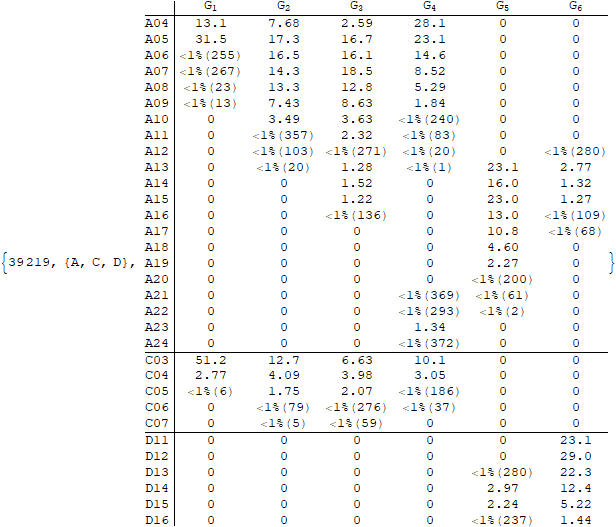 G1 G2 G3 G4 G5 G6
A04 13.1 7.68 2.59 28.1 0 0
A05 31.5 17.3 16.7 23.1 0 0
A06 <1%(255) 16.5 16.1 14.6 0 0
A07 <1%(267) 14.3 18.5 8.52 0 0
A08 <1%(23) 13.3 12.8 5.29 0 0
A09 <1%(13) 7.43 8.63 1.84 0 0
A10 0 3.49 3.63 <1%(240) 0 0
A11 0 <1%(357) 2.32 <1%(83) 0 0
A12 0 <1%(103) <1%(271) <1%(20) 0 <1%(280)
A13 0 <1%(20) 1.28 <1%(1) 23.1 2.77
A14 0 0 1.52 0 16.0 1.32
A15 0 0 1.22 0 23.0 1.27
A16 0 0 <1%(136) 0 13.0 <1%(109)
A17 0 0 0 0 10.8 <1%(68)
A18 0 0 0 0 4.60 0
{39219, {A, C, D}, A19 0 0 0 0 2.27 0 }
A20 0 0 0 0 <1%(200) 0
A21 0 0 0 <1%(369) <1%(61) 0
A22 0 0 0 <1%(293) <1%(2) 0
A23 0 0 0 1.34 0 0
A24 0 0 0 <1%(372) 0 0
C03 51.2 12.7 6.63 10.1 0 0
C04 2.77 4.09 3.98 3.05 0 0
C05 <1%(6) 1.75 2.07 <1%(186) 0 0
C06 0 <1%(79) <1%(276) <1%(37) 0 0
C07 0 <1%(5) <1%(59) 0 0 0
D11 0 0 0 0 0 23.1
D12 0 0 0 0 0 29.0
D13 0 0 0 0 <1%(280) 22.3
D14 0 0 0 0 2.97 12.4
D15 0 0 0 0 2.24 5.22
D16 0 0 0 0 <1%(237) 1.44